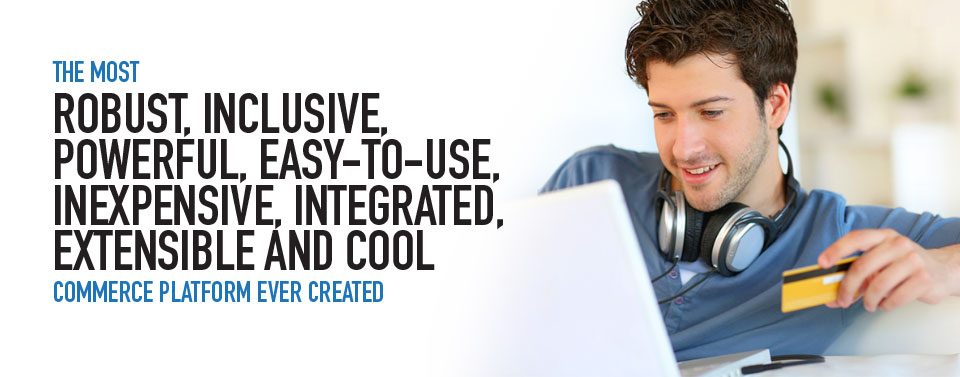 THE MOST
ROBUST, INCLUSIVE,
POWERFUL, EASY-TO-USE,
INEXPENSIVE, INTEGRATED,
EXTENSIBLE AND COOL
COMMERCE PLATFORM EVER CREATED